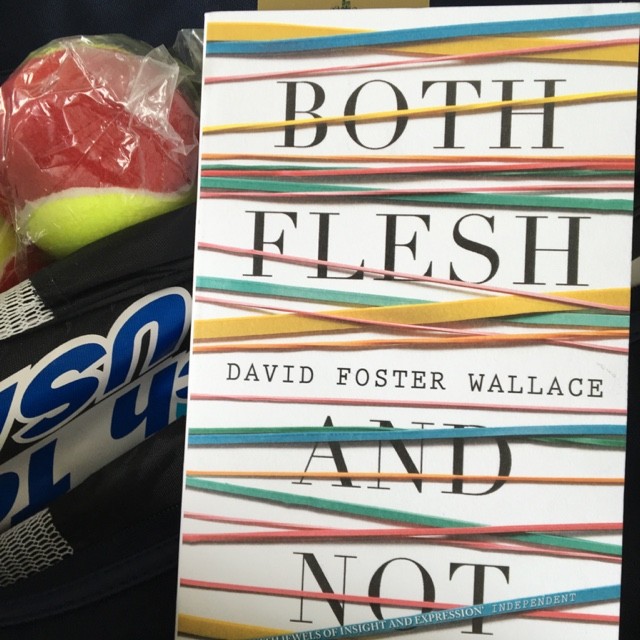 BOTH
FLESH
DAVID FOSTER WALLACE
AND
NOT
JEWELS OF INSIGHT AND EXPRESSION' INDEPENDENT